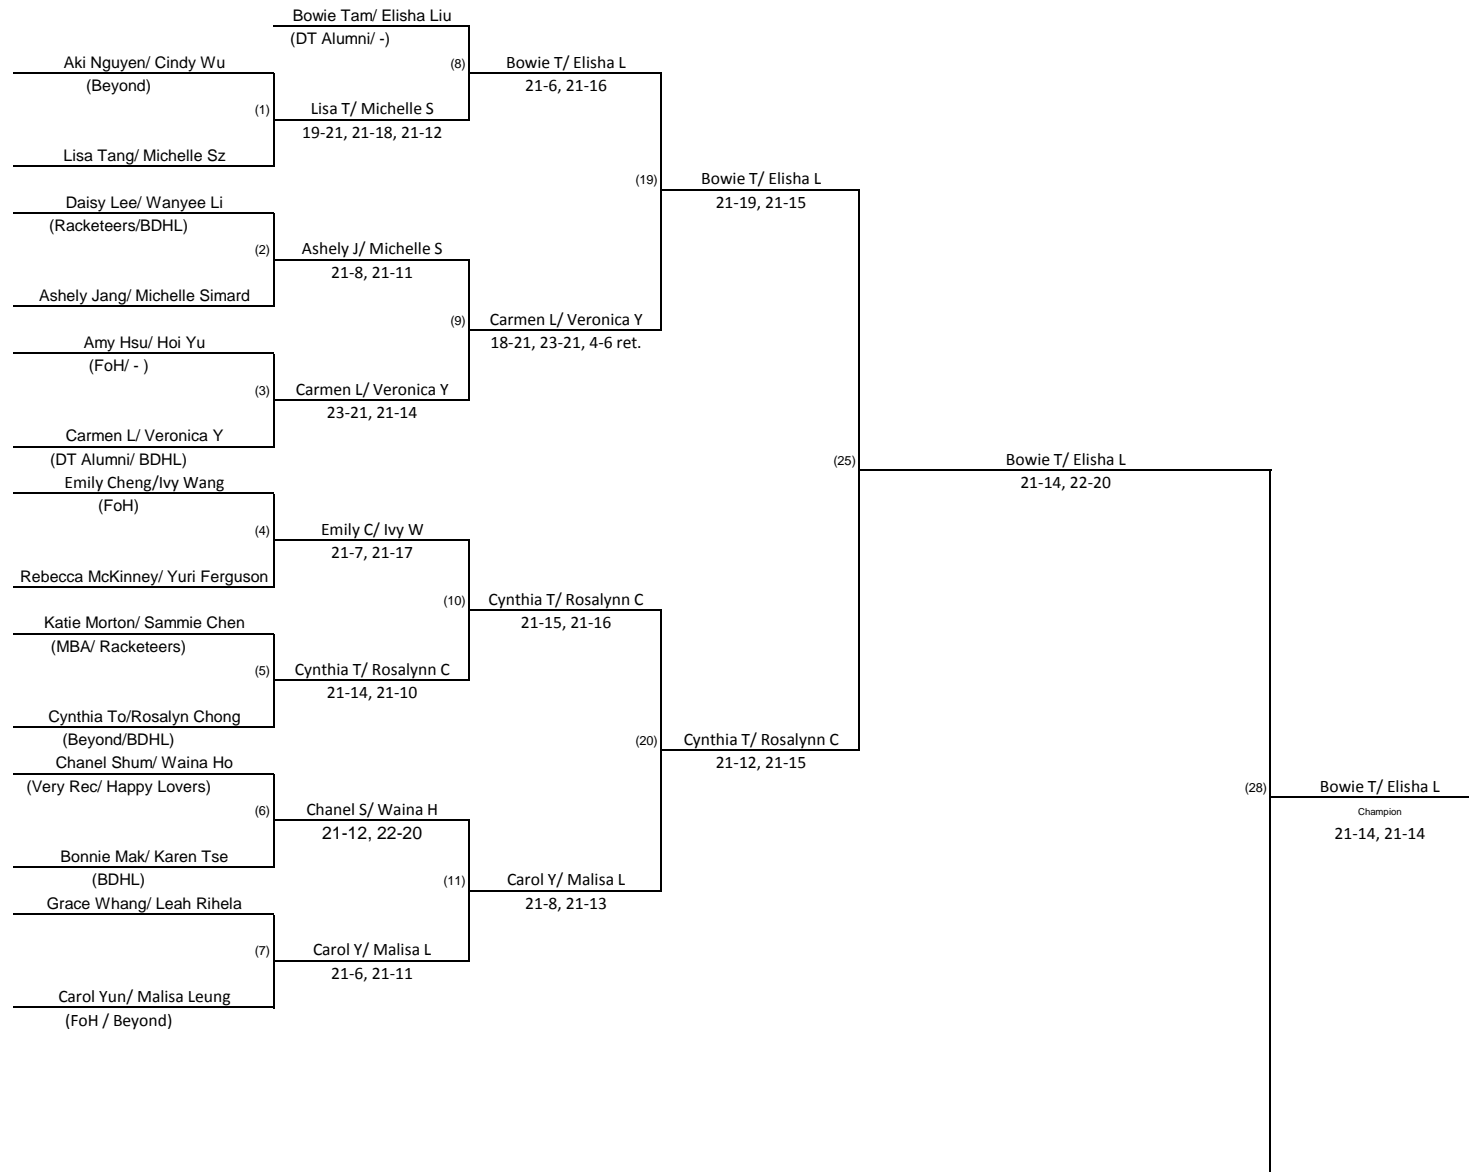 Bowie Tam/ Elisha Liu
(DT Alumni/ -)
Aki Nguyen/ Cindy Wu
(8)
Bowie T/ Elisha L
(Beyond)
21-6, 21-16
(1)
Lisa T/ Michelle S
19-21, 21-18, 21-12
Lisa Tang/ Michelle Sz
(19)
Bowie T/ Elisha L
21-19, 21-15
Daisy Lee/ Wanyee Li
(Racketeers/BDHL)
(2)
Ashely J/ Michelle S
21-8, 21-11
Ashely Jang/ Michelle Simard
(9)
Carmen L/ Veronica Y
18-21, 23-21, 4-6 ret.
Amy Hsu/ Hoi Yu
(FoH/ - )
(3)
Carmen L/ Veronica Y
23-21, 21-14
Carmen L/ Veronica Y
(DT Alumni/ BDHL)
(25)
Bowie T/ Elisha L
21-14, 22-20
Emily Cheng/Ivy Wang
(FoH)
(4)
Emily C/ Ivy W
21-7, 21-17
Rebecca McKinney/ Yuri Ferguson
(10)
Cynthia T/ Rosalynn C
21-15, 21-16
Katie Morton/ Sammie Chen
(MBA/ Racketeers)
(5)
Cynthia T/ Rosalynn C
21-14, 21-10
Cynthia To/Rosalyn Chong
(Beyond/BDHL)
(20)
Cynthia T/ Rosalynn C
21-12, 21-15
Chanel Shum/ Waina Ho
(Very Rec/ Happy Lovers)
(28)
Bowie T/ Elisha L
Champion
21-14, 21-14
(6)
Chanel S/ Waina H
21-12, 22-20
Bonnie Mak/ Karen Tse
(BDHL)
(11)
Carol Y/ Malisa L
21-8, 21-13
Grace Whang/ Leah Rihela
(7)
Carol Y/ Malisa L
21-6, 21-11
Carol Yun/ Malisa Leung
(FoH / Beyond)